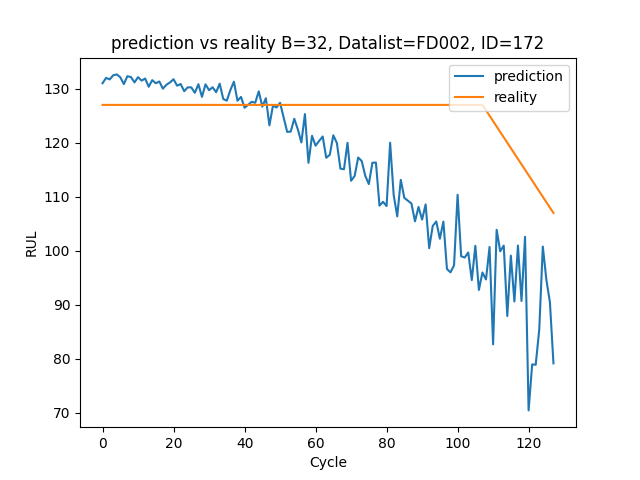 prediction vs reality B=32, Datalist=FD002, ID=172
prediction
reality
RUL
130
120
110
100
90
80
70
0 20 40 60 80 100 120
Cycle